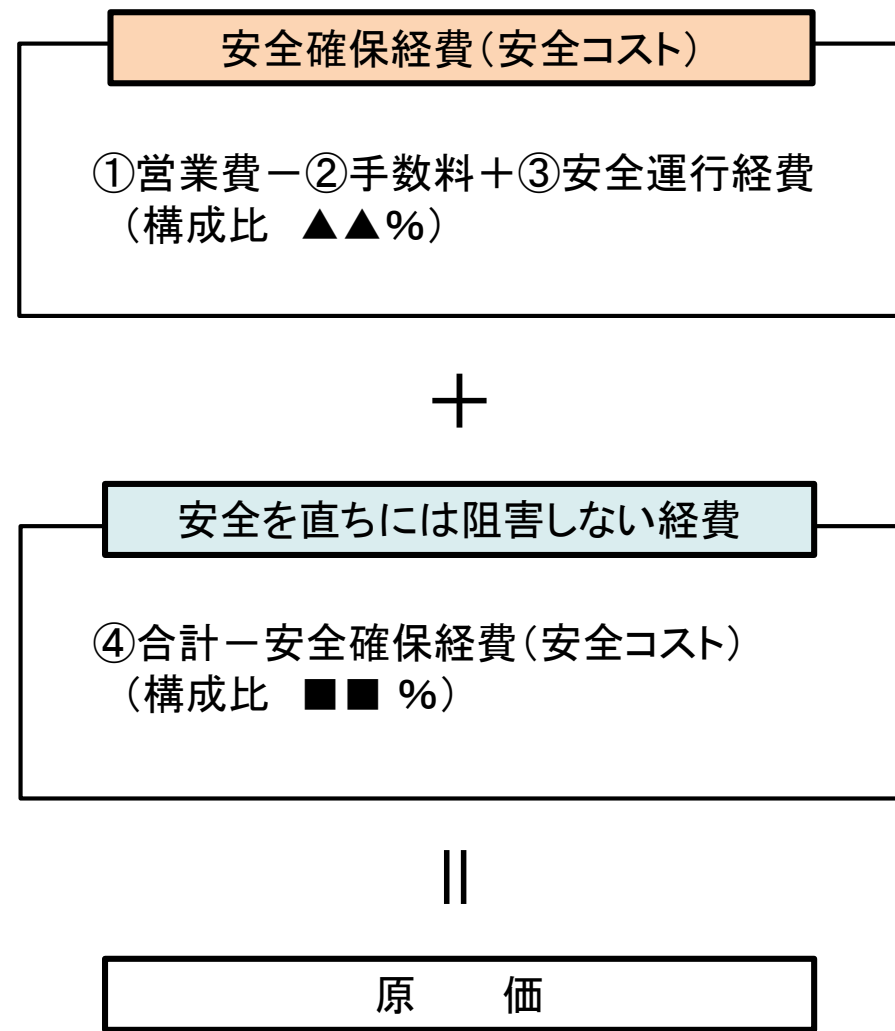 安全確保経費（安全コスト）
①営業費－②手数料＋③安全運行経費
（構成比　▲▲%）
＋
安全を直ちには阻害しない経費
④合計－安全確保経費（安全コスト）
（構成比　■■ %）
||
原　　価